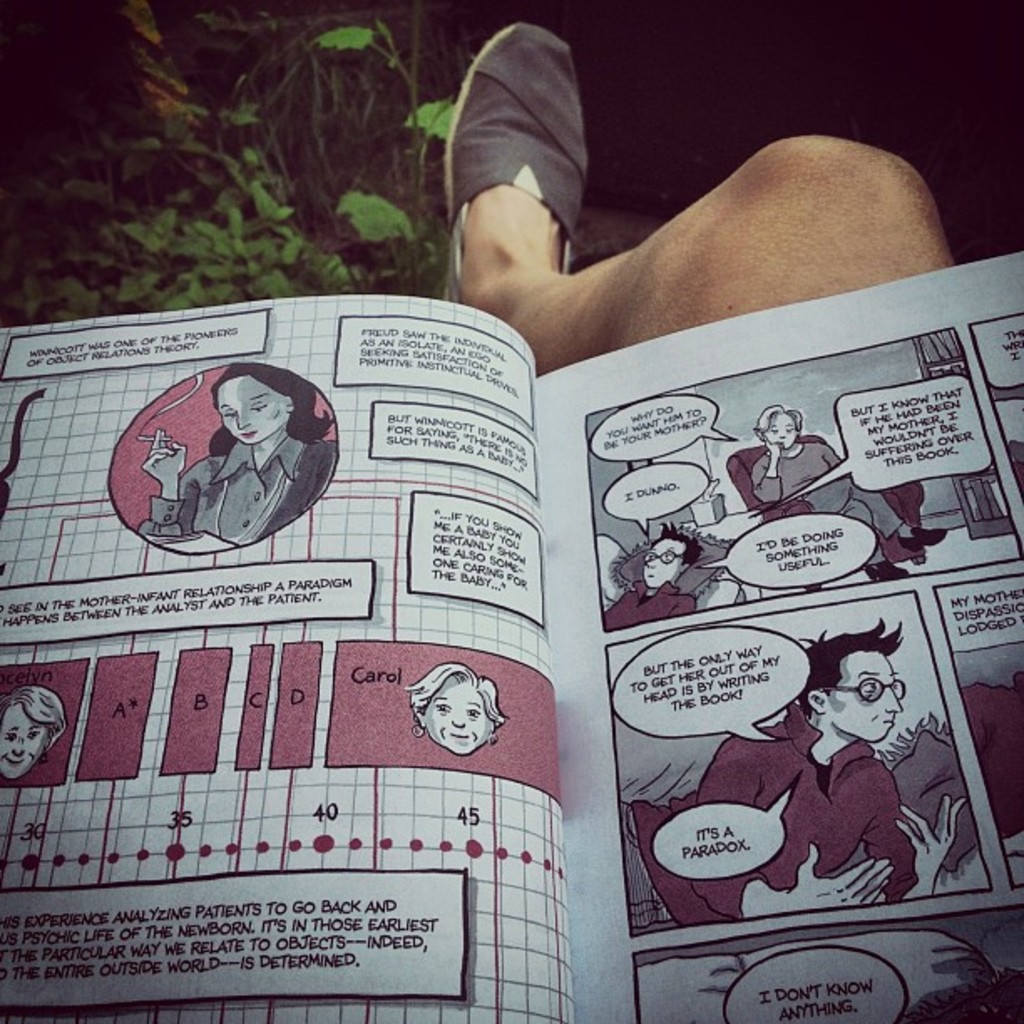 WINNICOTT WAS ONE OF THE PIONEERS
OF OBJECT RELATIONS THEORY.
FREUD SAW THE INDIVIDUAL
AS AN ISOLATE, AN EGO
SEEKING SATISFACTION OF
PRIMITIVE INSTINCTUAL DRIVES.
BUT WINNICOTT IS FAMOUS
FOR SAYING, "THERE IS NO
SUCH THING AS A BABY..."
"...IF YOU SHOW
ME A BABY YOU
CERTAINLY SHOW
ME ALSO SOME-
ONE CARING FOR
THE BABY..."
SEE IN THE MOTHER-INFANT RELATIONSHIP A PARADIGM
HAPPENS BETWEEN THE ANALYST AND THE PATIENT.
ocelyn
A*
B
C
D
Carol
30
35
40
45
HIS EXPERIENCE ANALYZING PATIENTS TO GO BACK AND
US PSYCHIC LIFE OF THE NEWBORN. IT'S IN THOSE EARLIEST
T THE PARTICULAR WAY WE RELATE TO OBJECTS--INDEED,
O THE ENTIRE OUTSIDE WORLD--IS DETERMINED.
WHY DO
YOU WANT HIM TO
BE YOUR MOTHER?
I DUNNO.
BUT I KNOW THAT
IF HE HAD BEEN
MY MOTHER, I
WOULDN'T BE
SUFFERING OVER
THIS BOOK.
I'D BE DOING
SOMETHING
USEFUL.
THE
WRI
I
BUT THE ONLY WAY
TO GET HER OUT OF MY
HEAD IS BY WRITING
THE BOOK!
IT'S A
PARADOX.
MY MOTHE
DISPASSIO
LODGED
I DON'T KNOW
ANYTHING.